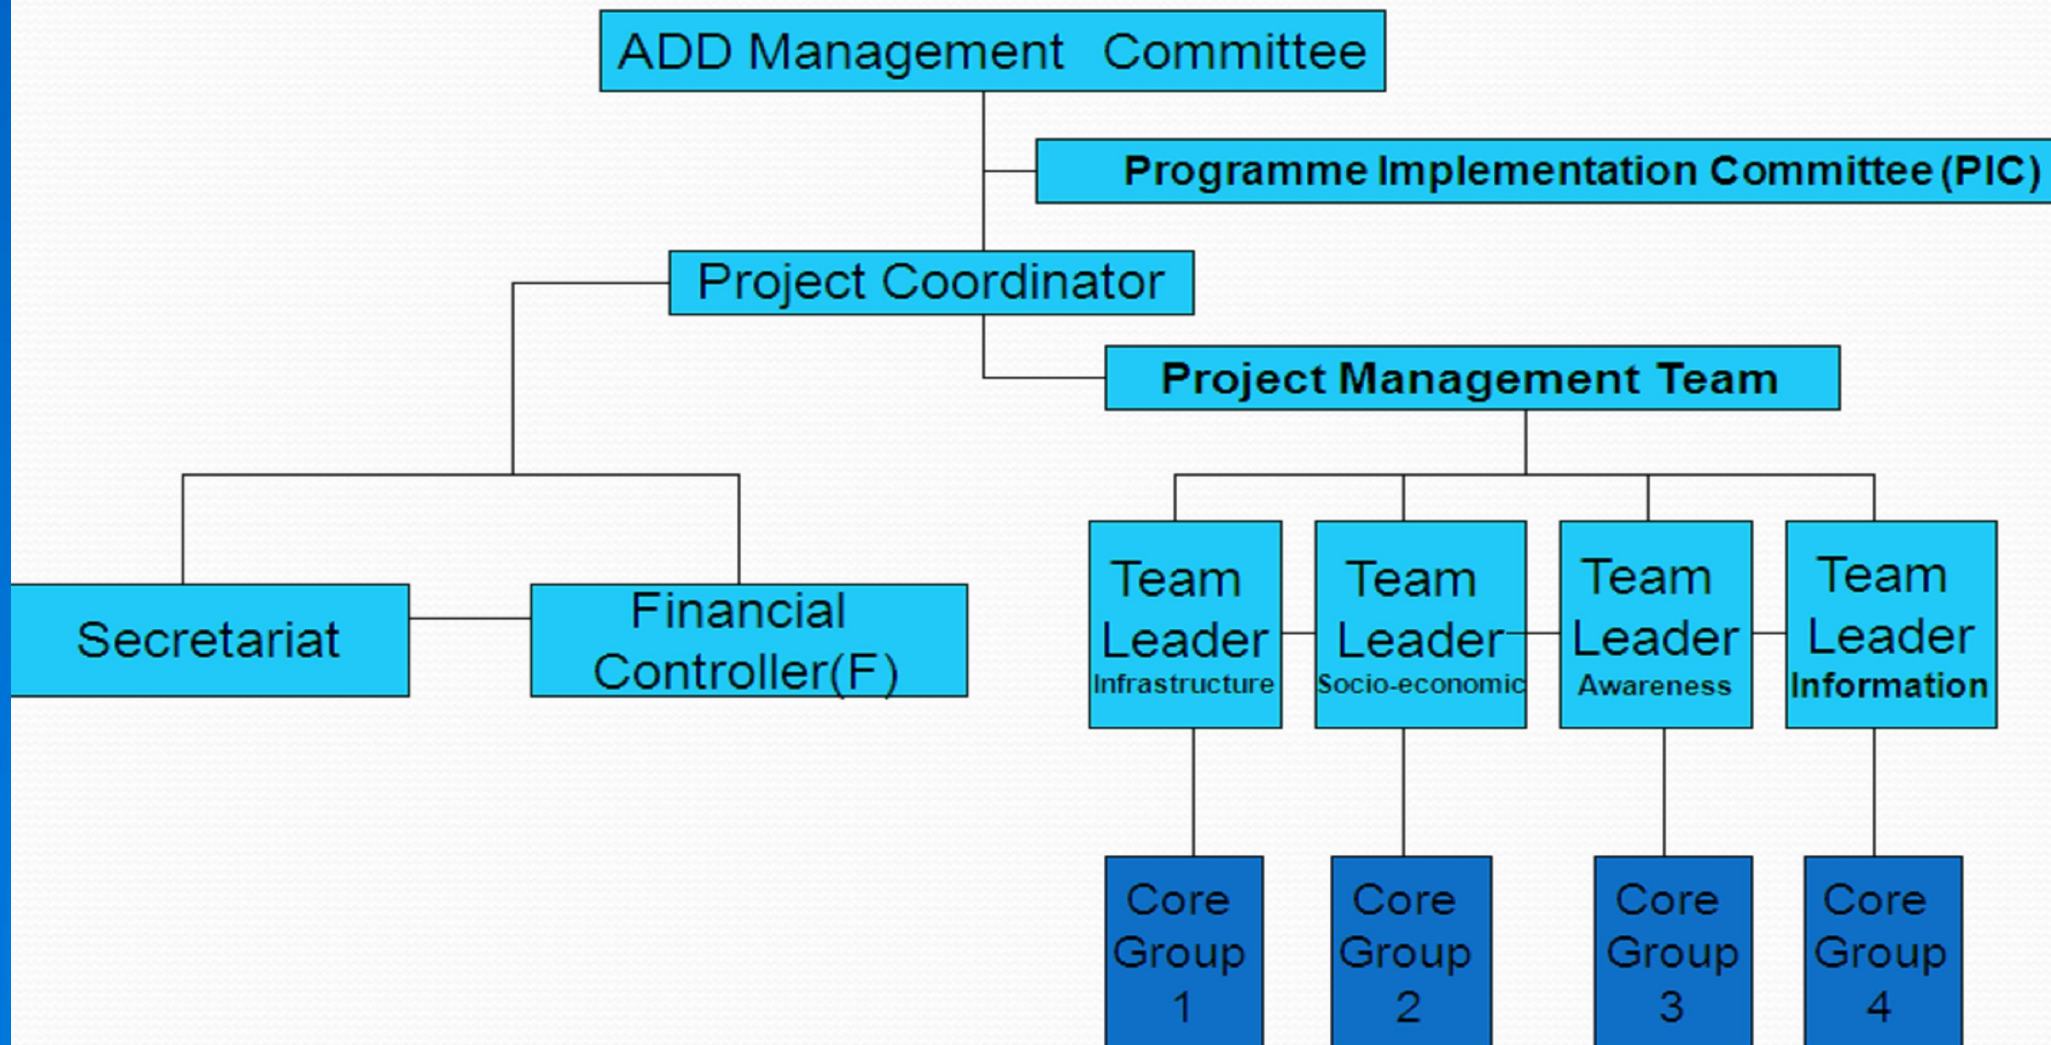 ADD Management Committee
Programme Implementation Committee (PIC)
Project Coordinator
Project Management Team
Secretariat
Financial
Controller(F)
Team
Leader
Infrastructure
Team
Leader
Socio-economic
Team
Leader
Awareness
Team
Leader
Information
Core
Group
1
Core
Group
2
Core
Group
3
Core
Group
4